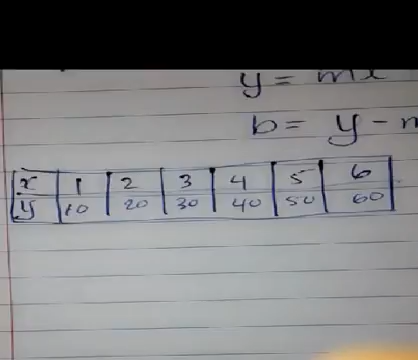 y = mx
b = y - m
x 1 2 3 4 5 6
y 10 20 30 40 50 60